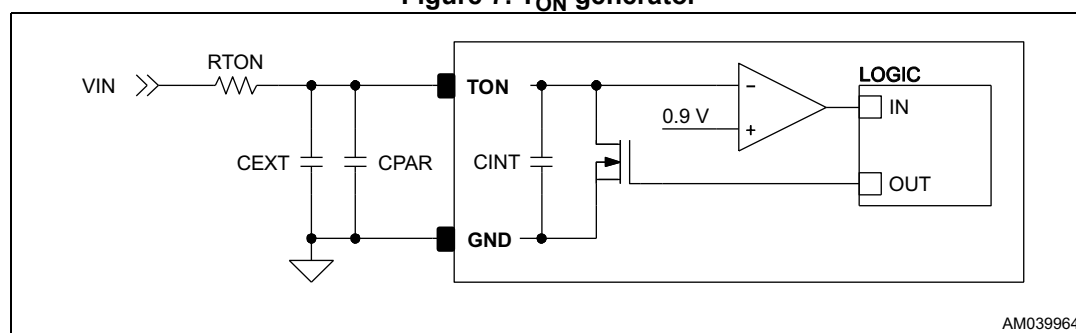 Figure 7. TON generator
VIN
RTON
CEXT
CPAR
TON
GND
CINT
0.9 V
-
+
LOGIC
IN
OUT
AM039964